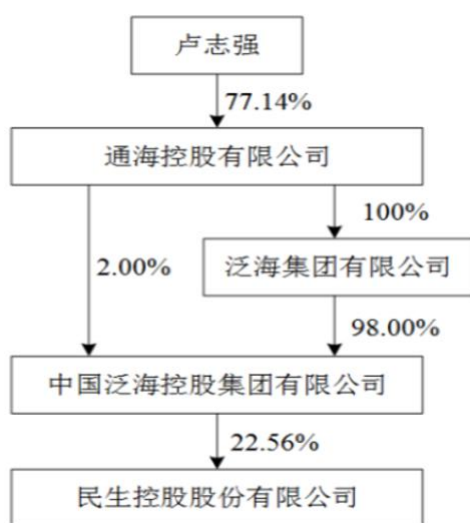 卢志强
77.14%
通海控股有限公司
100%
2.00%
泛海集团有限公司
98.00%
中国泛海控股集团有限公司
22.56%
民生控股股份有限公司